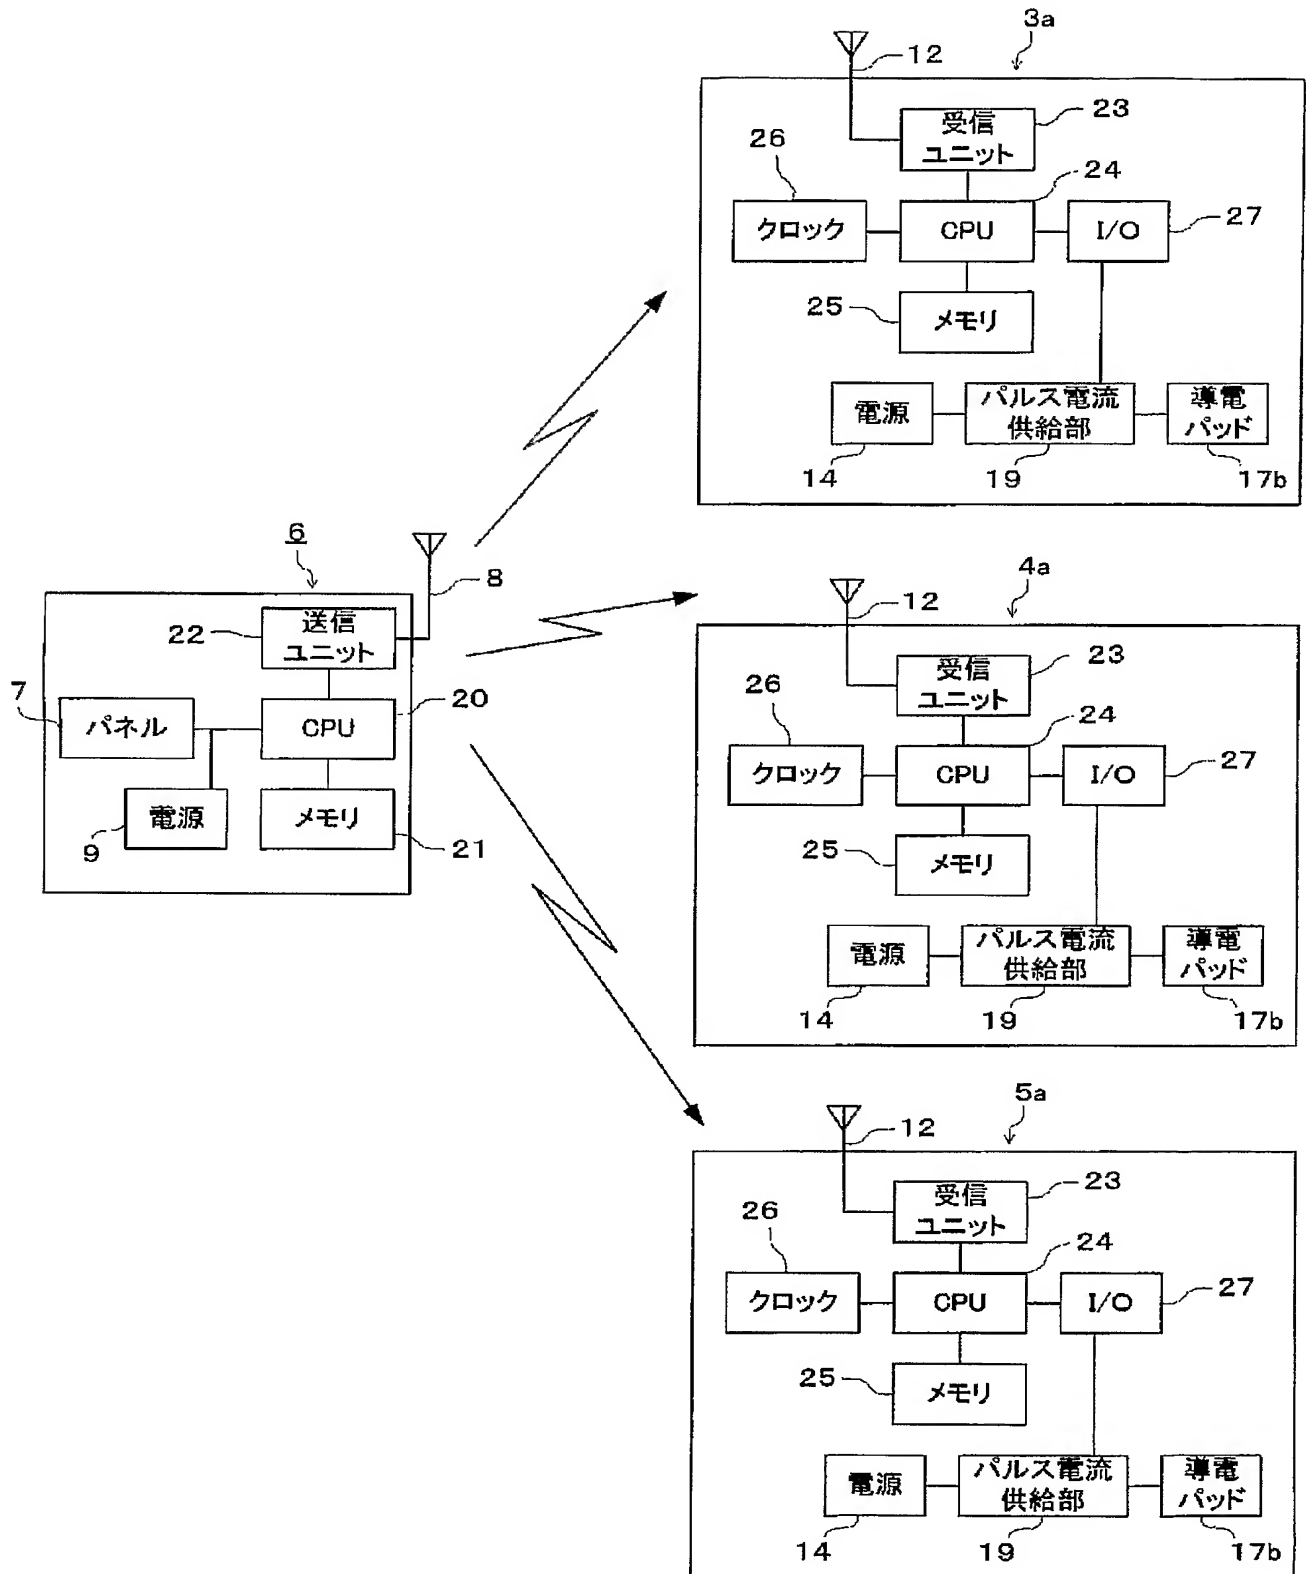 3a
12
受信
ユニット
23
26
24
クロック
CPU
I/O
27
25
メモリ
電源
パルス電流
供給部
導電
パッド
14
19
17b
6
8
22
送信
ユニット
7
パネル
CPU
20
電源
メモリ
9
21
4a
12
受信
ユニット
23
26
24
クロック
CPU
I/O
27
25
メモリ
電源
パルス電流
供給部
導電
パッド
14
19
17b
5a
12
受信
ユニット
23
26
24
クロック
CPU
I/O
27
25
メモリ
電源
パルス電流
供給部
導電
パッド
14
19
17b